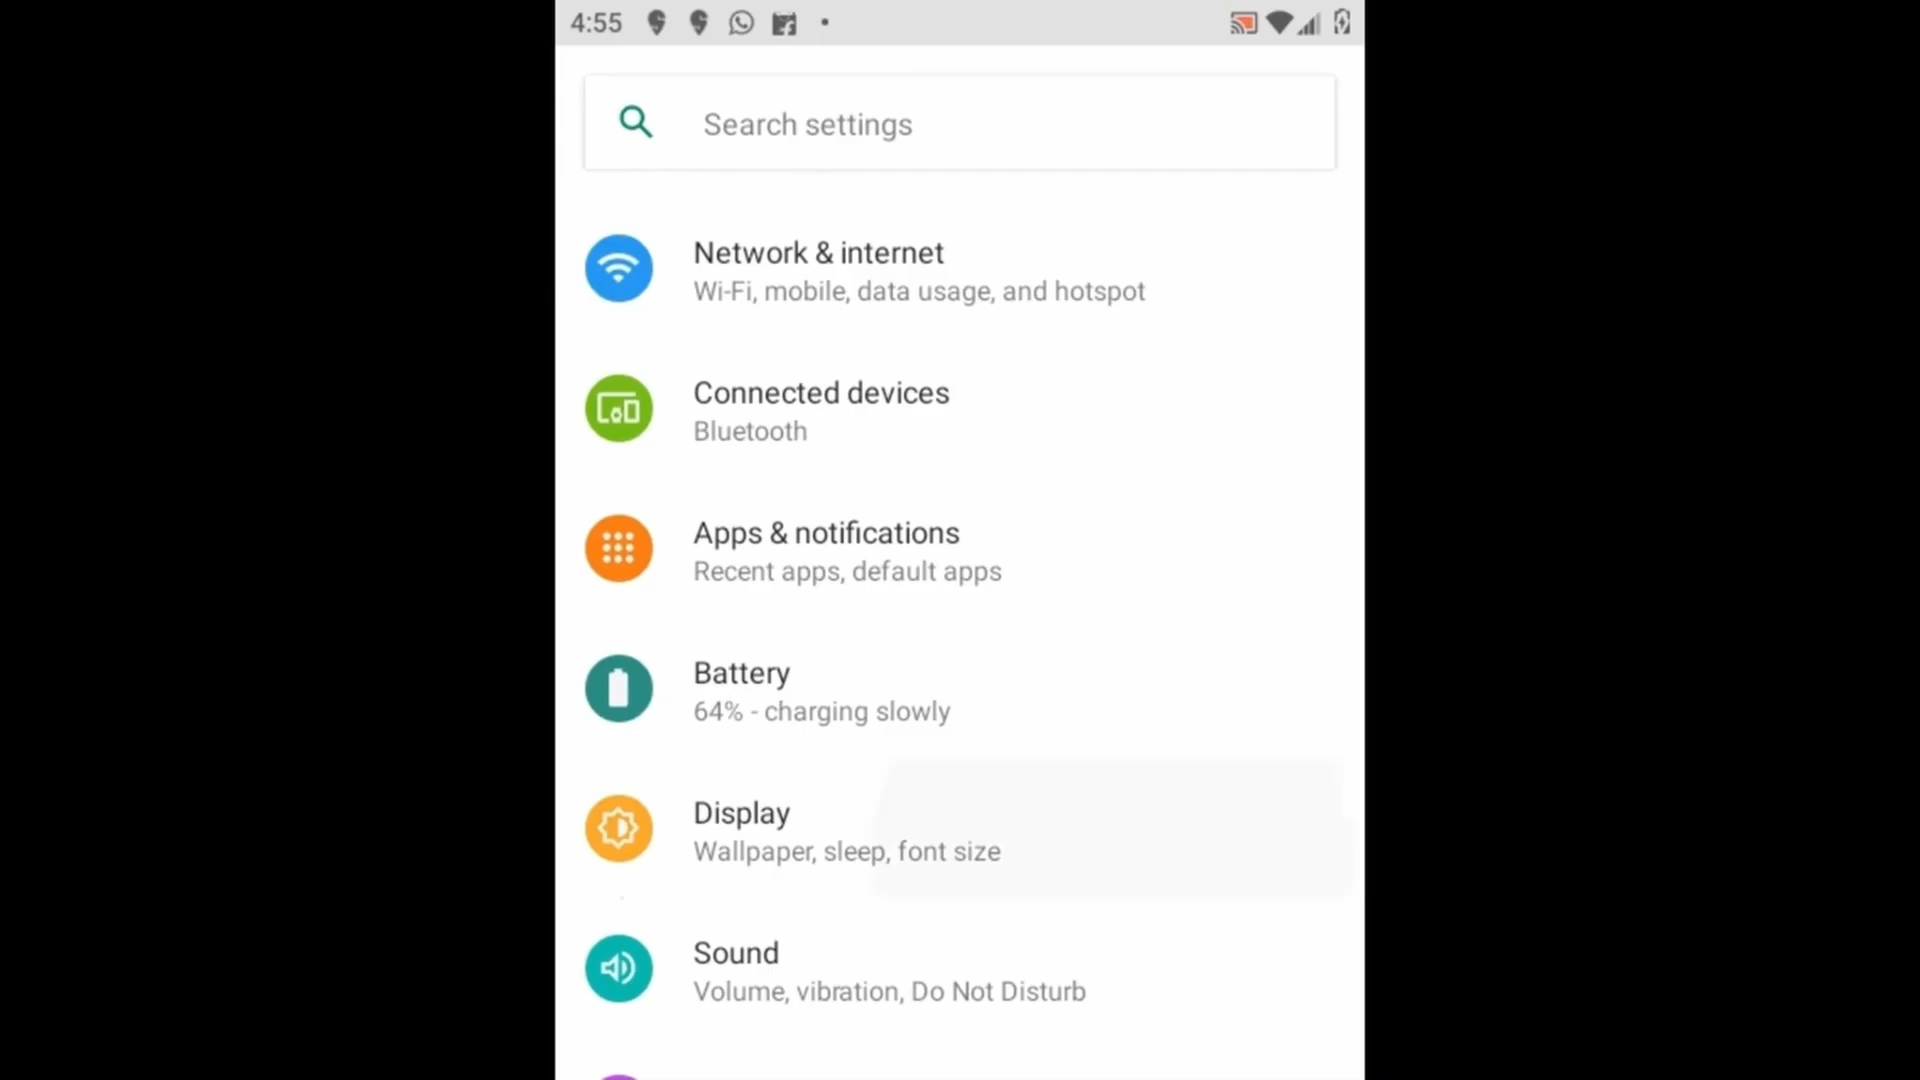 4:55
Search settings
Network & internet
Wi-Fi, mobile, data usage, and hotspot
Connected devices
Bluetooth
Apps & notifications
Recent apps, default apps
Battery
64% - charging slowly
Display
Wallpaper, sleep, font size
Sound
Volume, vibration, Do Not Disturb